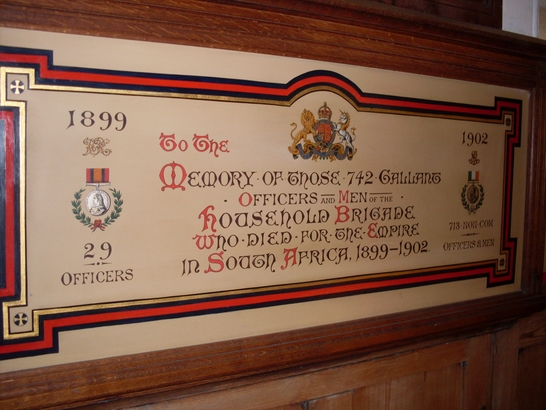 1899
29
OFFICERS
To The
Memory · of those · 742 · Gallant
· Officers and Men of the ·
Household Brigade
who · died · for · the · Empire
in South Africa, 1899–1902.
1902
713 · NON · COM
OFFICERS & MEN